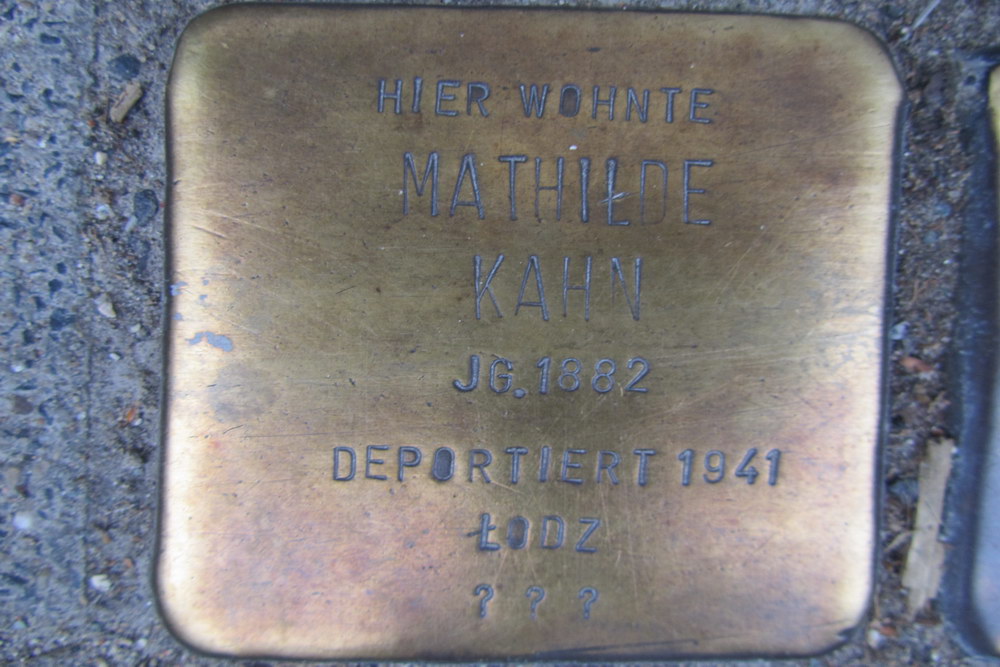 HIER WOHNTE
MATHIŁDE
KAHN
JG. 1882
DEPORTIERT 1941
ŁODZ
? ? ?